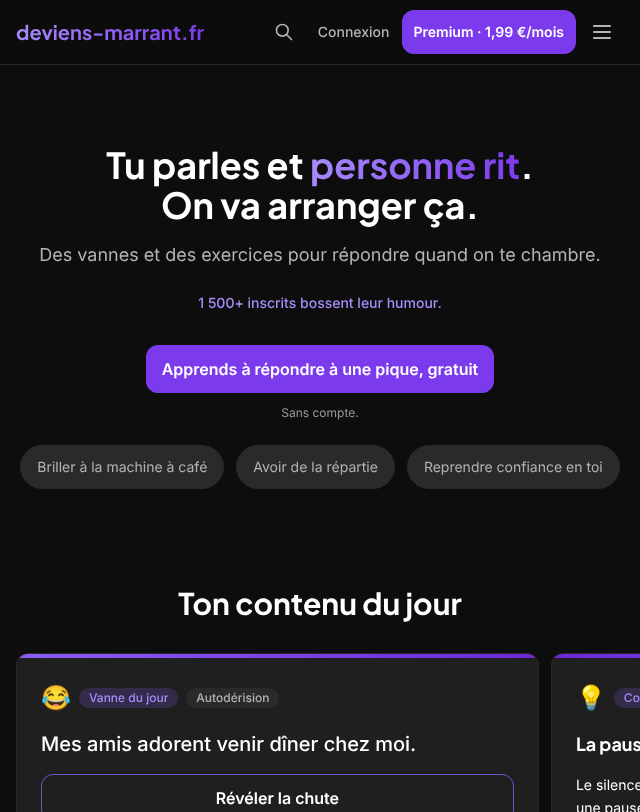 deviens-marrant.fr
Connexion
Premium · 1,99 €/mois
Tu parles et personne rit.
On va arranger ça.
Des vannes et des exercices pour répondre quand on te chambre.
1 500+ inscrits bossent leur humour.
Apprends à répondre à une pique, gratuit
Sans compte.
Briller à la machine à café
Avoir de la répartie
Reprendre confiance en toi
Ton contenu du jour
Vanne du jour
Autodérision
Mes amis adorent venir dîner chez moi.
Révéler la chute
La paus
Le silence
une pause